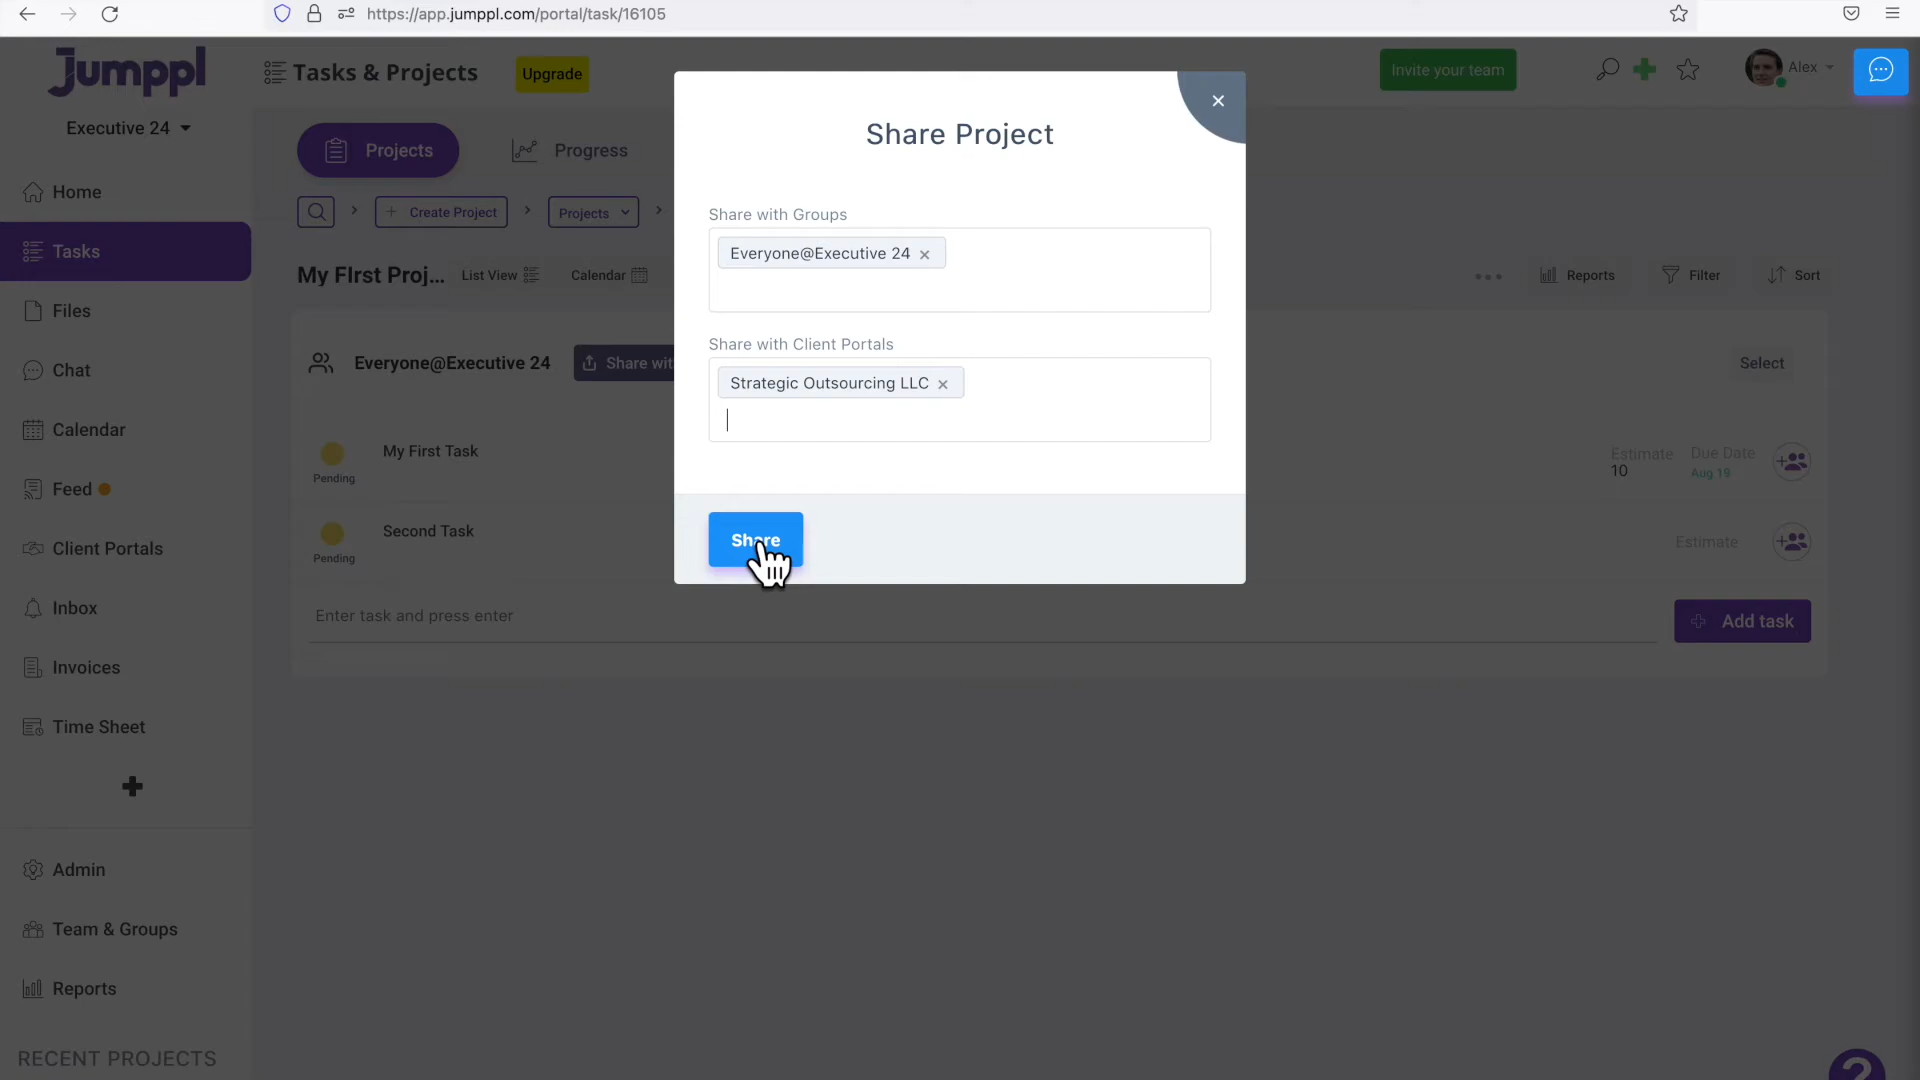 https://app.jumppl.com/portal/task/16105
Jumppl
Tasks & Projects
Upgrade
Invite your team
Alex
Executive 24
Home
Tasks
Files
Chat
Calendar
Feed
Client Portals
Inbox
Invoices
Time Sheet
Admin
Team & Groups
Reports
RECENT PROJECTS
Projects
Progress
Create Project
Projects
My FIrst Proj...
List View
Calendar
Reports
Filter
Sort
Everyone@Executive 24
Share wit
Select
My First Task
Pending
Estimate
10
Due Date
Aug 19
Second Task
Pending
Estimate
Enter task and press enter
Add task
Share Project
Share with Groups
Everyone@Executive 24
Share with Client Portals
Strategic Outsourcing LLC
Share
?